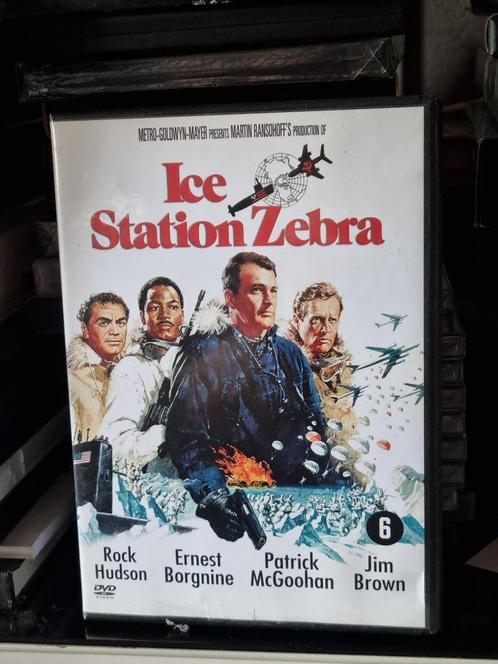 METRO-GOLDWYN-MAYER PRESENTS MARTIN RANSOHOFF'S PRODUCTION OF
Ice
Station Zebra
6
Rock Hudson
Ernest Borgnine
Patrick McGoohan
Jim Brown
DVD
VIDEO